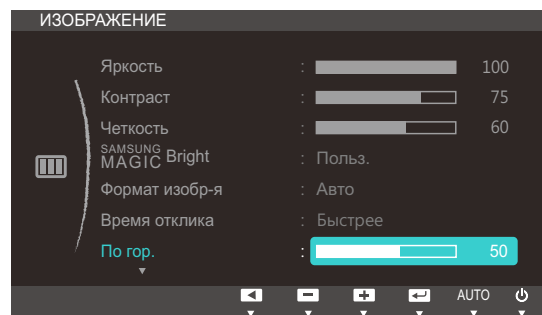 ИЗОБРАЖЕНИЕ
Яркость : 100
Контраст : 75
Четкость : 60
SAMSUNG MAGIC Bright : Польз.
Формат изобр-я : Авто
Время отклика : Быстрее
По гор. : 50
AUTO